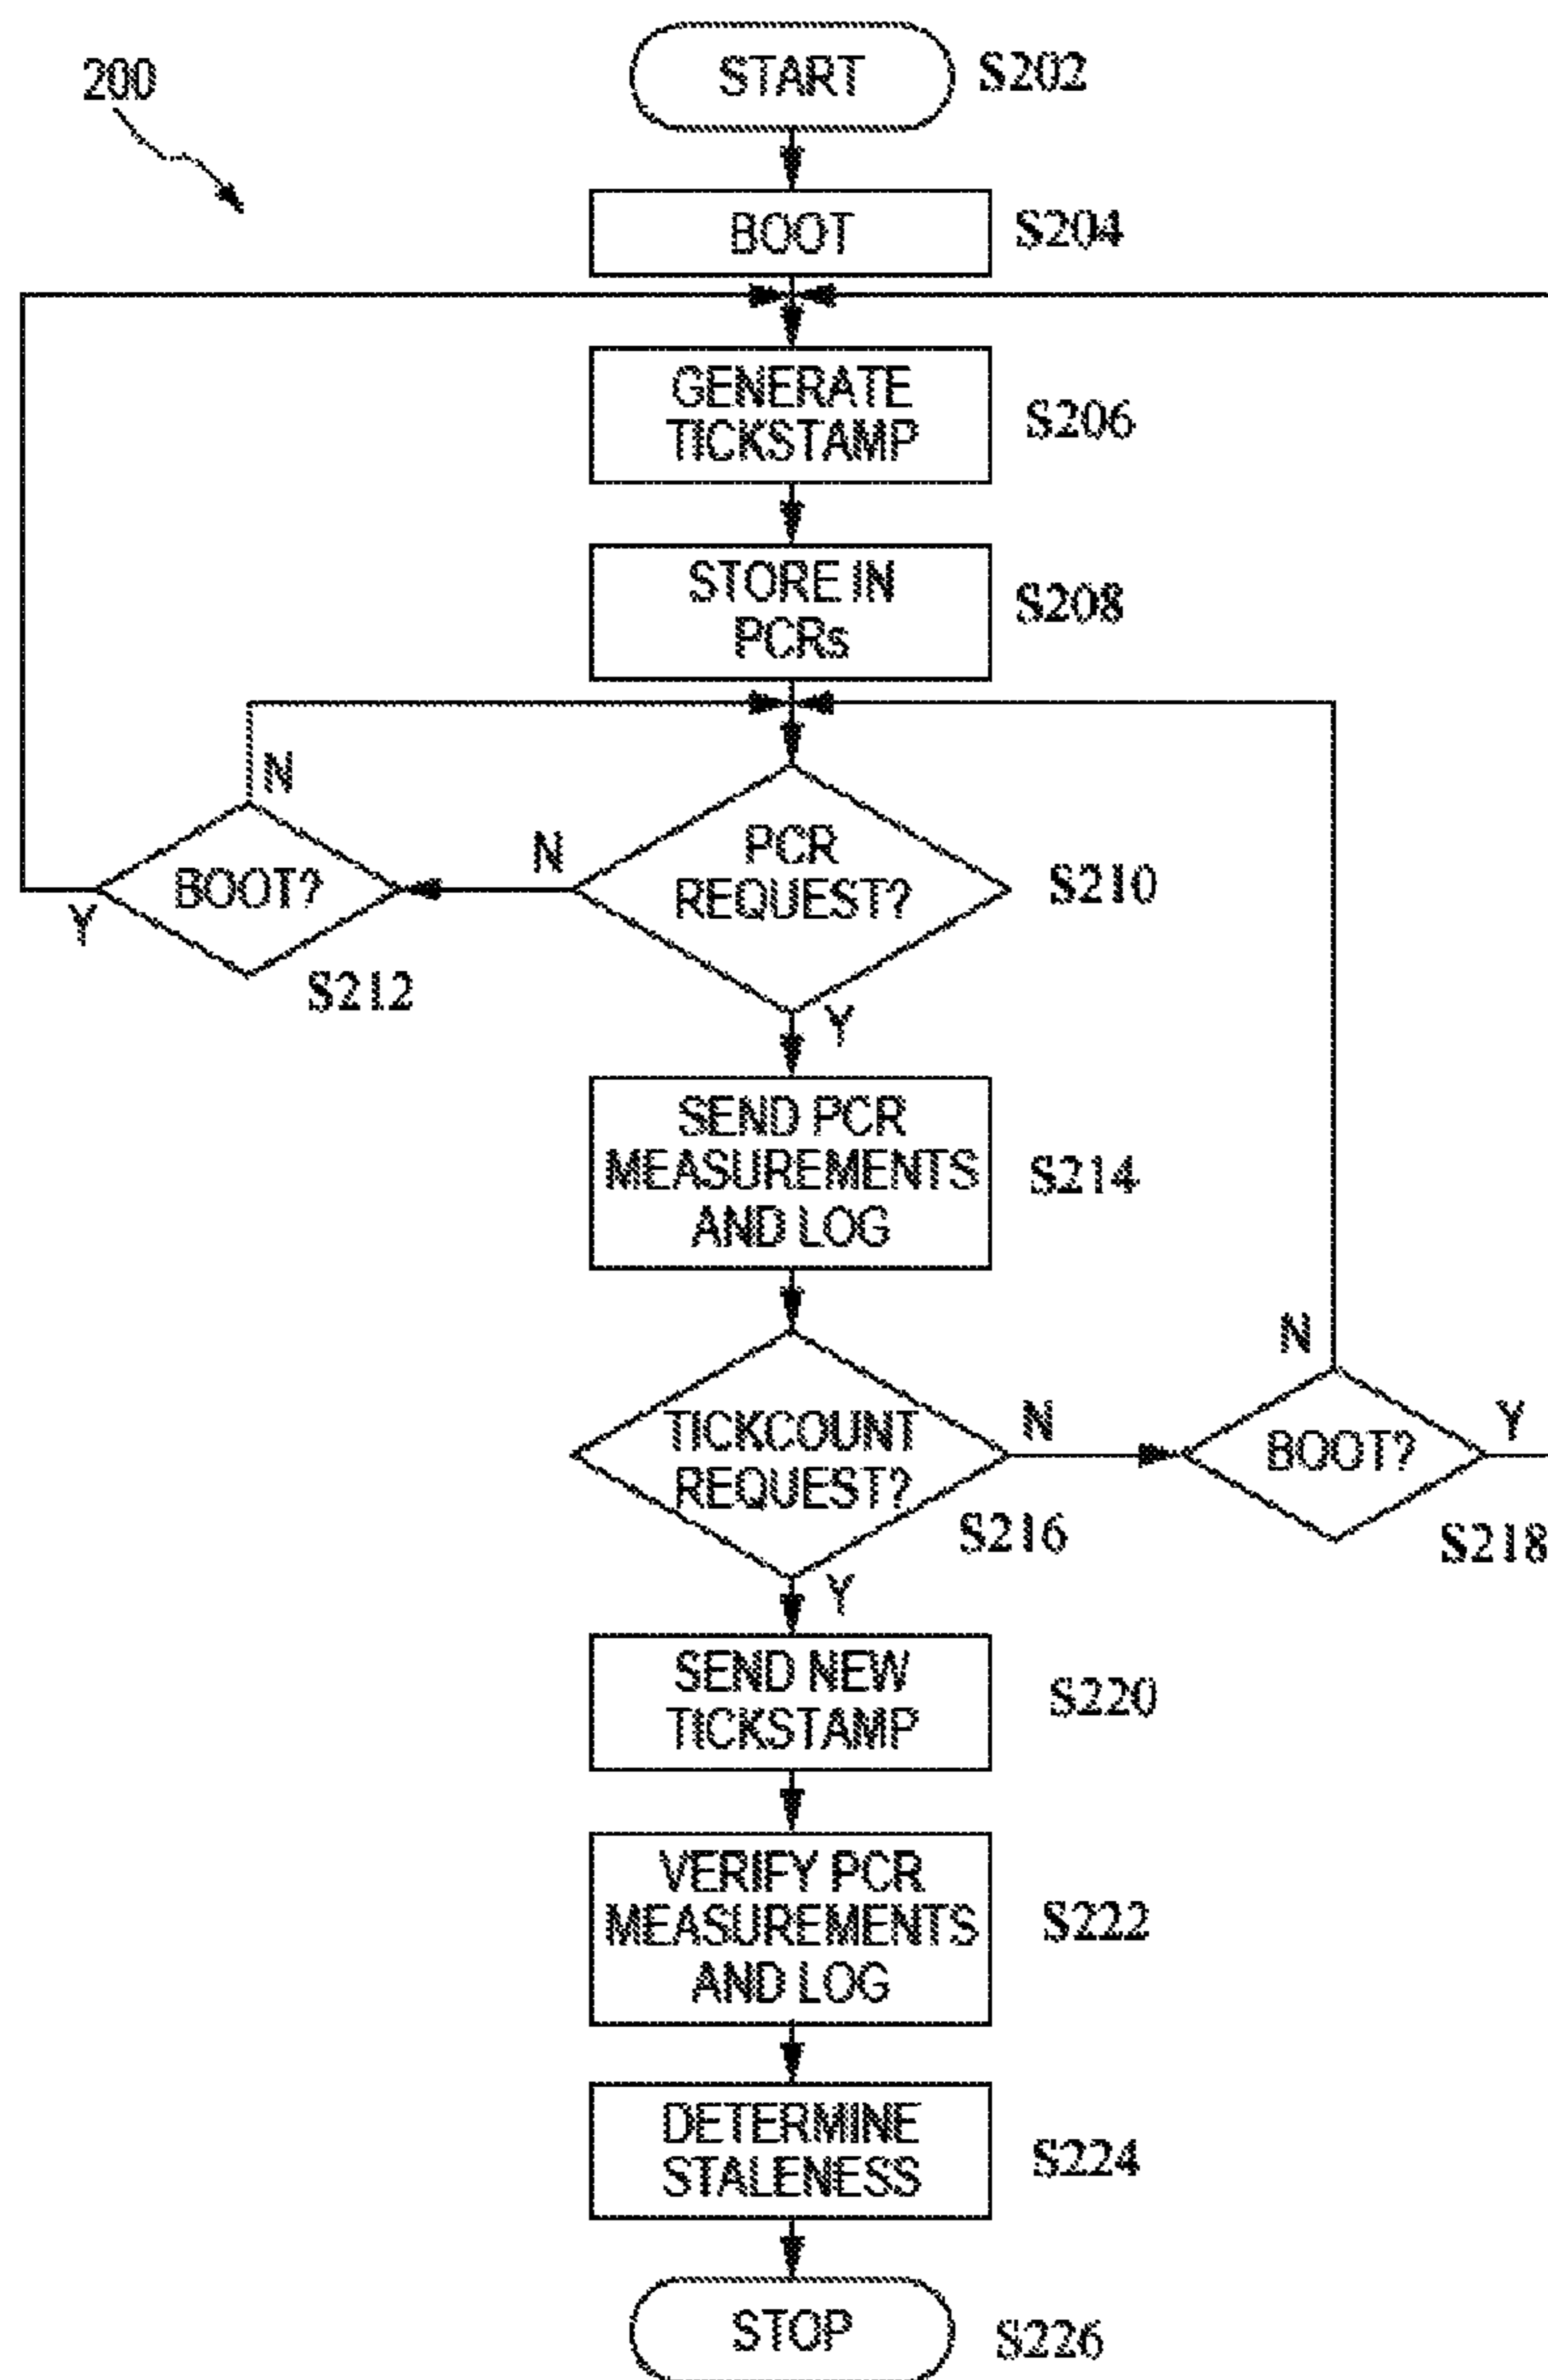 200
START
S202
BOOT
S204
GENERATE
TICKSTAMP
S206
STORE IN
PCRs
S208
N
BOOT?
Y
S212
N
PCR
REQUEST?
S210
Y
SEND PCR
MEASUREMENTS
AND LOG
S214
TICKCOUNT
REQUEST?
S216
N
N
BOOT?
Y
S218
Y
SEND NEW
TICKSTAMP
S220
VERIFY PCR
MEASUREMENTS
AND LOG
S222
DETERMINE
STALENESS
S224
STOP
S226